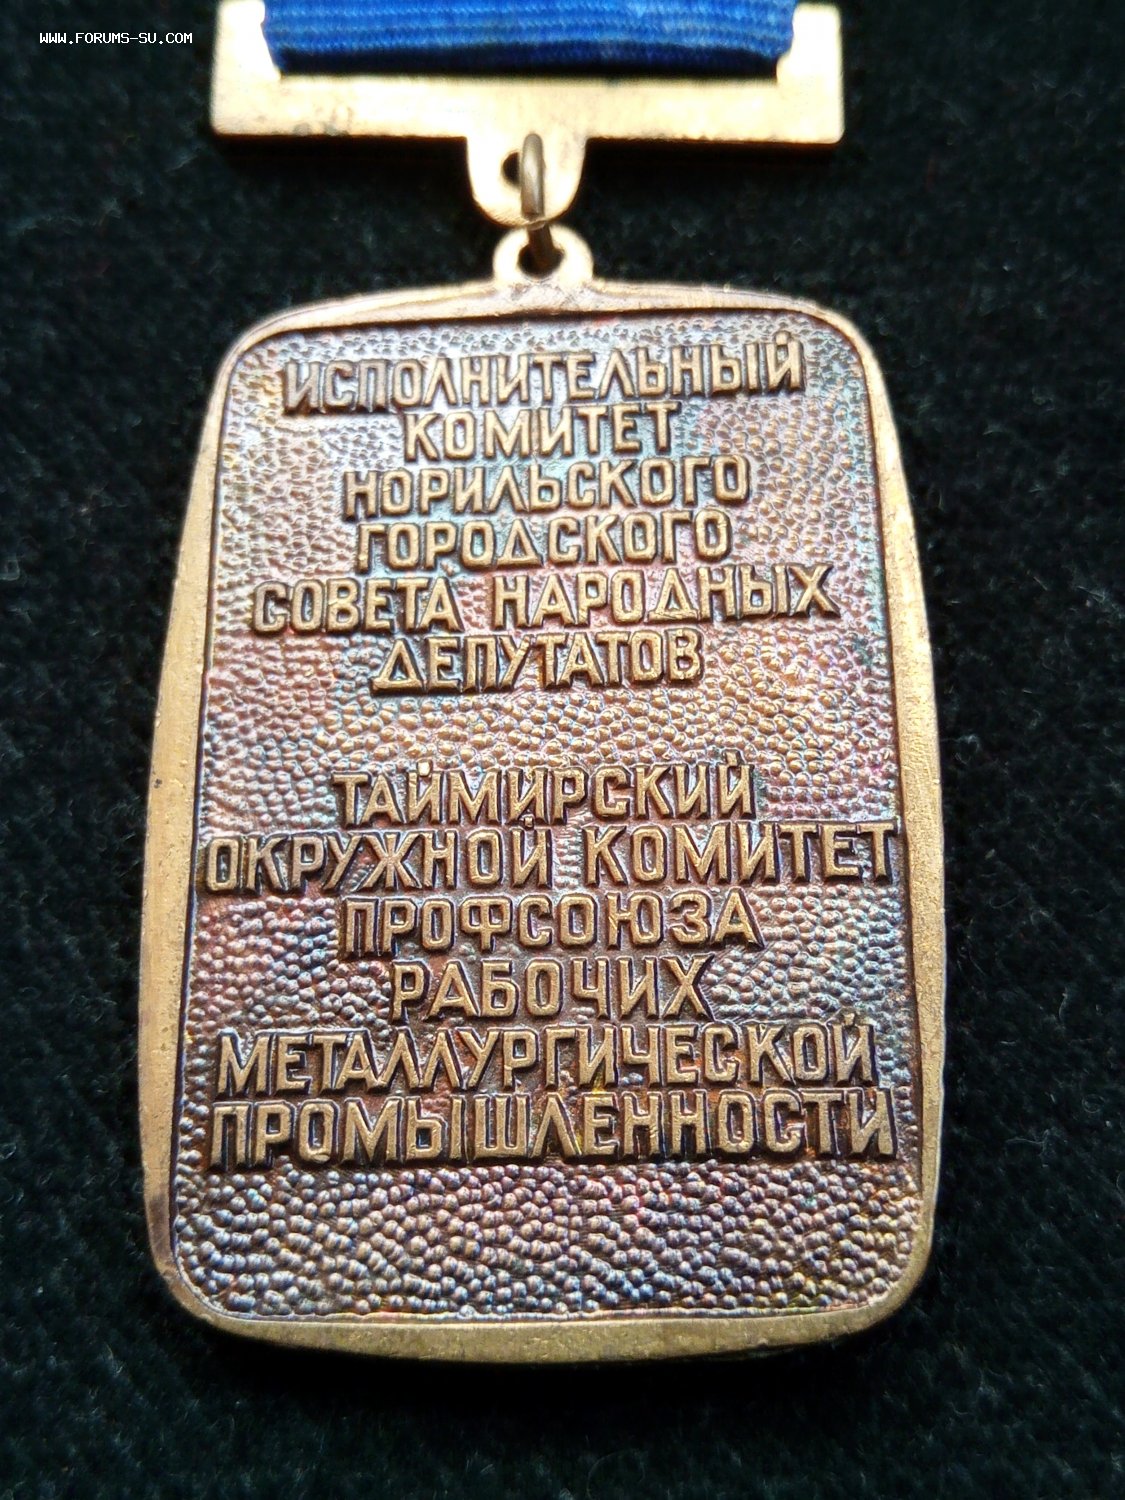 WWW.FORUMS-SU.COM
ИСПОЛНИТЕЛЬНЫЙ
КОМИТЕТ
НОРИЛЬСКОГО
ГОРОДСКОГО
СОВЕТА НАРОДНЫХ
ДЕПУТАТОВ
ТАЙМИРСКИЙ
ОКРУЖНОЙ КОМИТЕТ
ПРОФСОЮЗА
РАБОЧИХ
МЕТАЛЛУРГИЧЕСКОЙ
ПРОМЫШЛЕННОСТИ